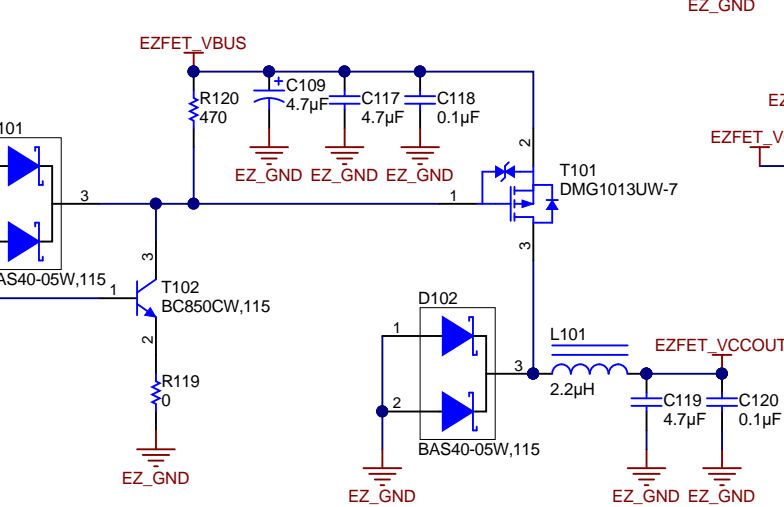 EZ_GND
EZFET_VBUS
R120
470
C109
4.7µF
C117
4.7µF
C118
0.1µF
EZ_GND
EZ_GND
EZ_GND
EZFET_V
101
3
1
2
3
T101
DMG1013UW-7
AS40-05W,115
1
3
2
T102
BC850CW,115
R119
0
EZ_GND
D102
1
2
3
BAS40-05W,115
EZ_GND
L101
2.2µH
EZFET_VCCOUT
C119
4.7µF
C120
0.1µF
EZ_GND
EZ_GND